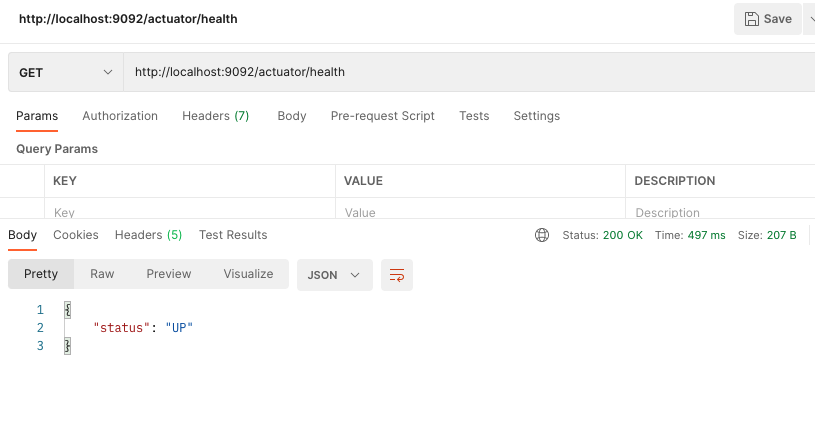 http://localhost:9092/actuator/health
Save
GET http://localhost:9092/actuator/health
Params Authorization Headers (7) Body Pre-request Script Tests Settings
Query Params
KEY VALUE DESCRIPTION
Key Value Description
Body Cookies Headers (5) Test Results Status: 200 OK Time: 497 ms Size: 207 B
Pretty Raw Preview Visualize JSON
1 {
2 "status": "UP"
3 }